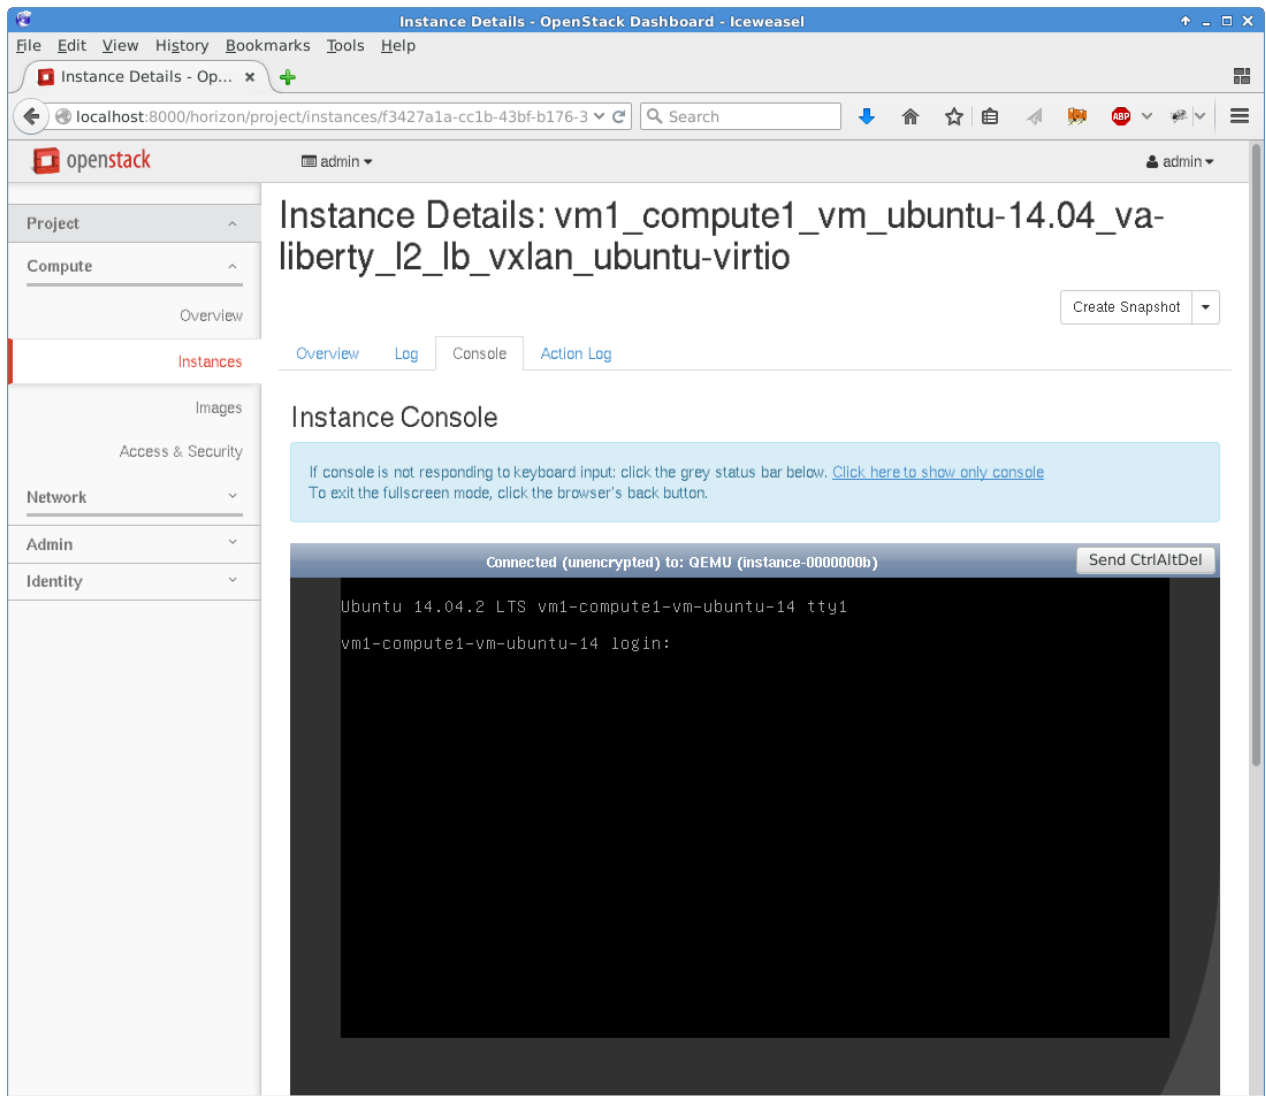 Instance Details - OpenStack Dashboard - Iceweasel
File Edit View History Bookmarks Tools Help
Instance Details - Op...
localhost:8000/horizon/project/instances/f3427a1a-cc1b-43bf-b176-3
Search
ABP
openstack
admin
admin
Project
Compute
Overview
Instances
Images
Access & Security
Network
Admin
Identity
Instance Details: vm1_compute1_vm_ubuntu-14.04_va-
liberty_l2_lb_vxlan_ubuntu-virtio
Create Snapshot
Overview Log Console Action Log
Instance Console
If console is not responding to keyboard input: click the grey status bar below. Click here to show only console
To exit the fullscreen mode, click the browser's back button.
Connected (unencrypted) to: QEMU (instance-0000000b)
Send CtrlAltDel
Ubuntu 14.04.2 LTS vm1-compute1-vm-ubuntu-14 tty1
vm1-compute1-vm-ubuntu-14 login: